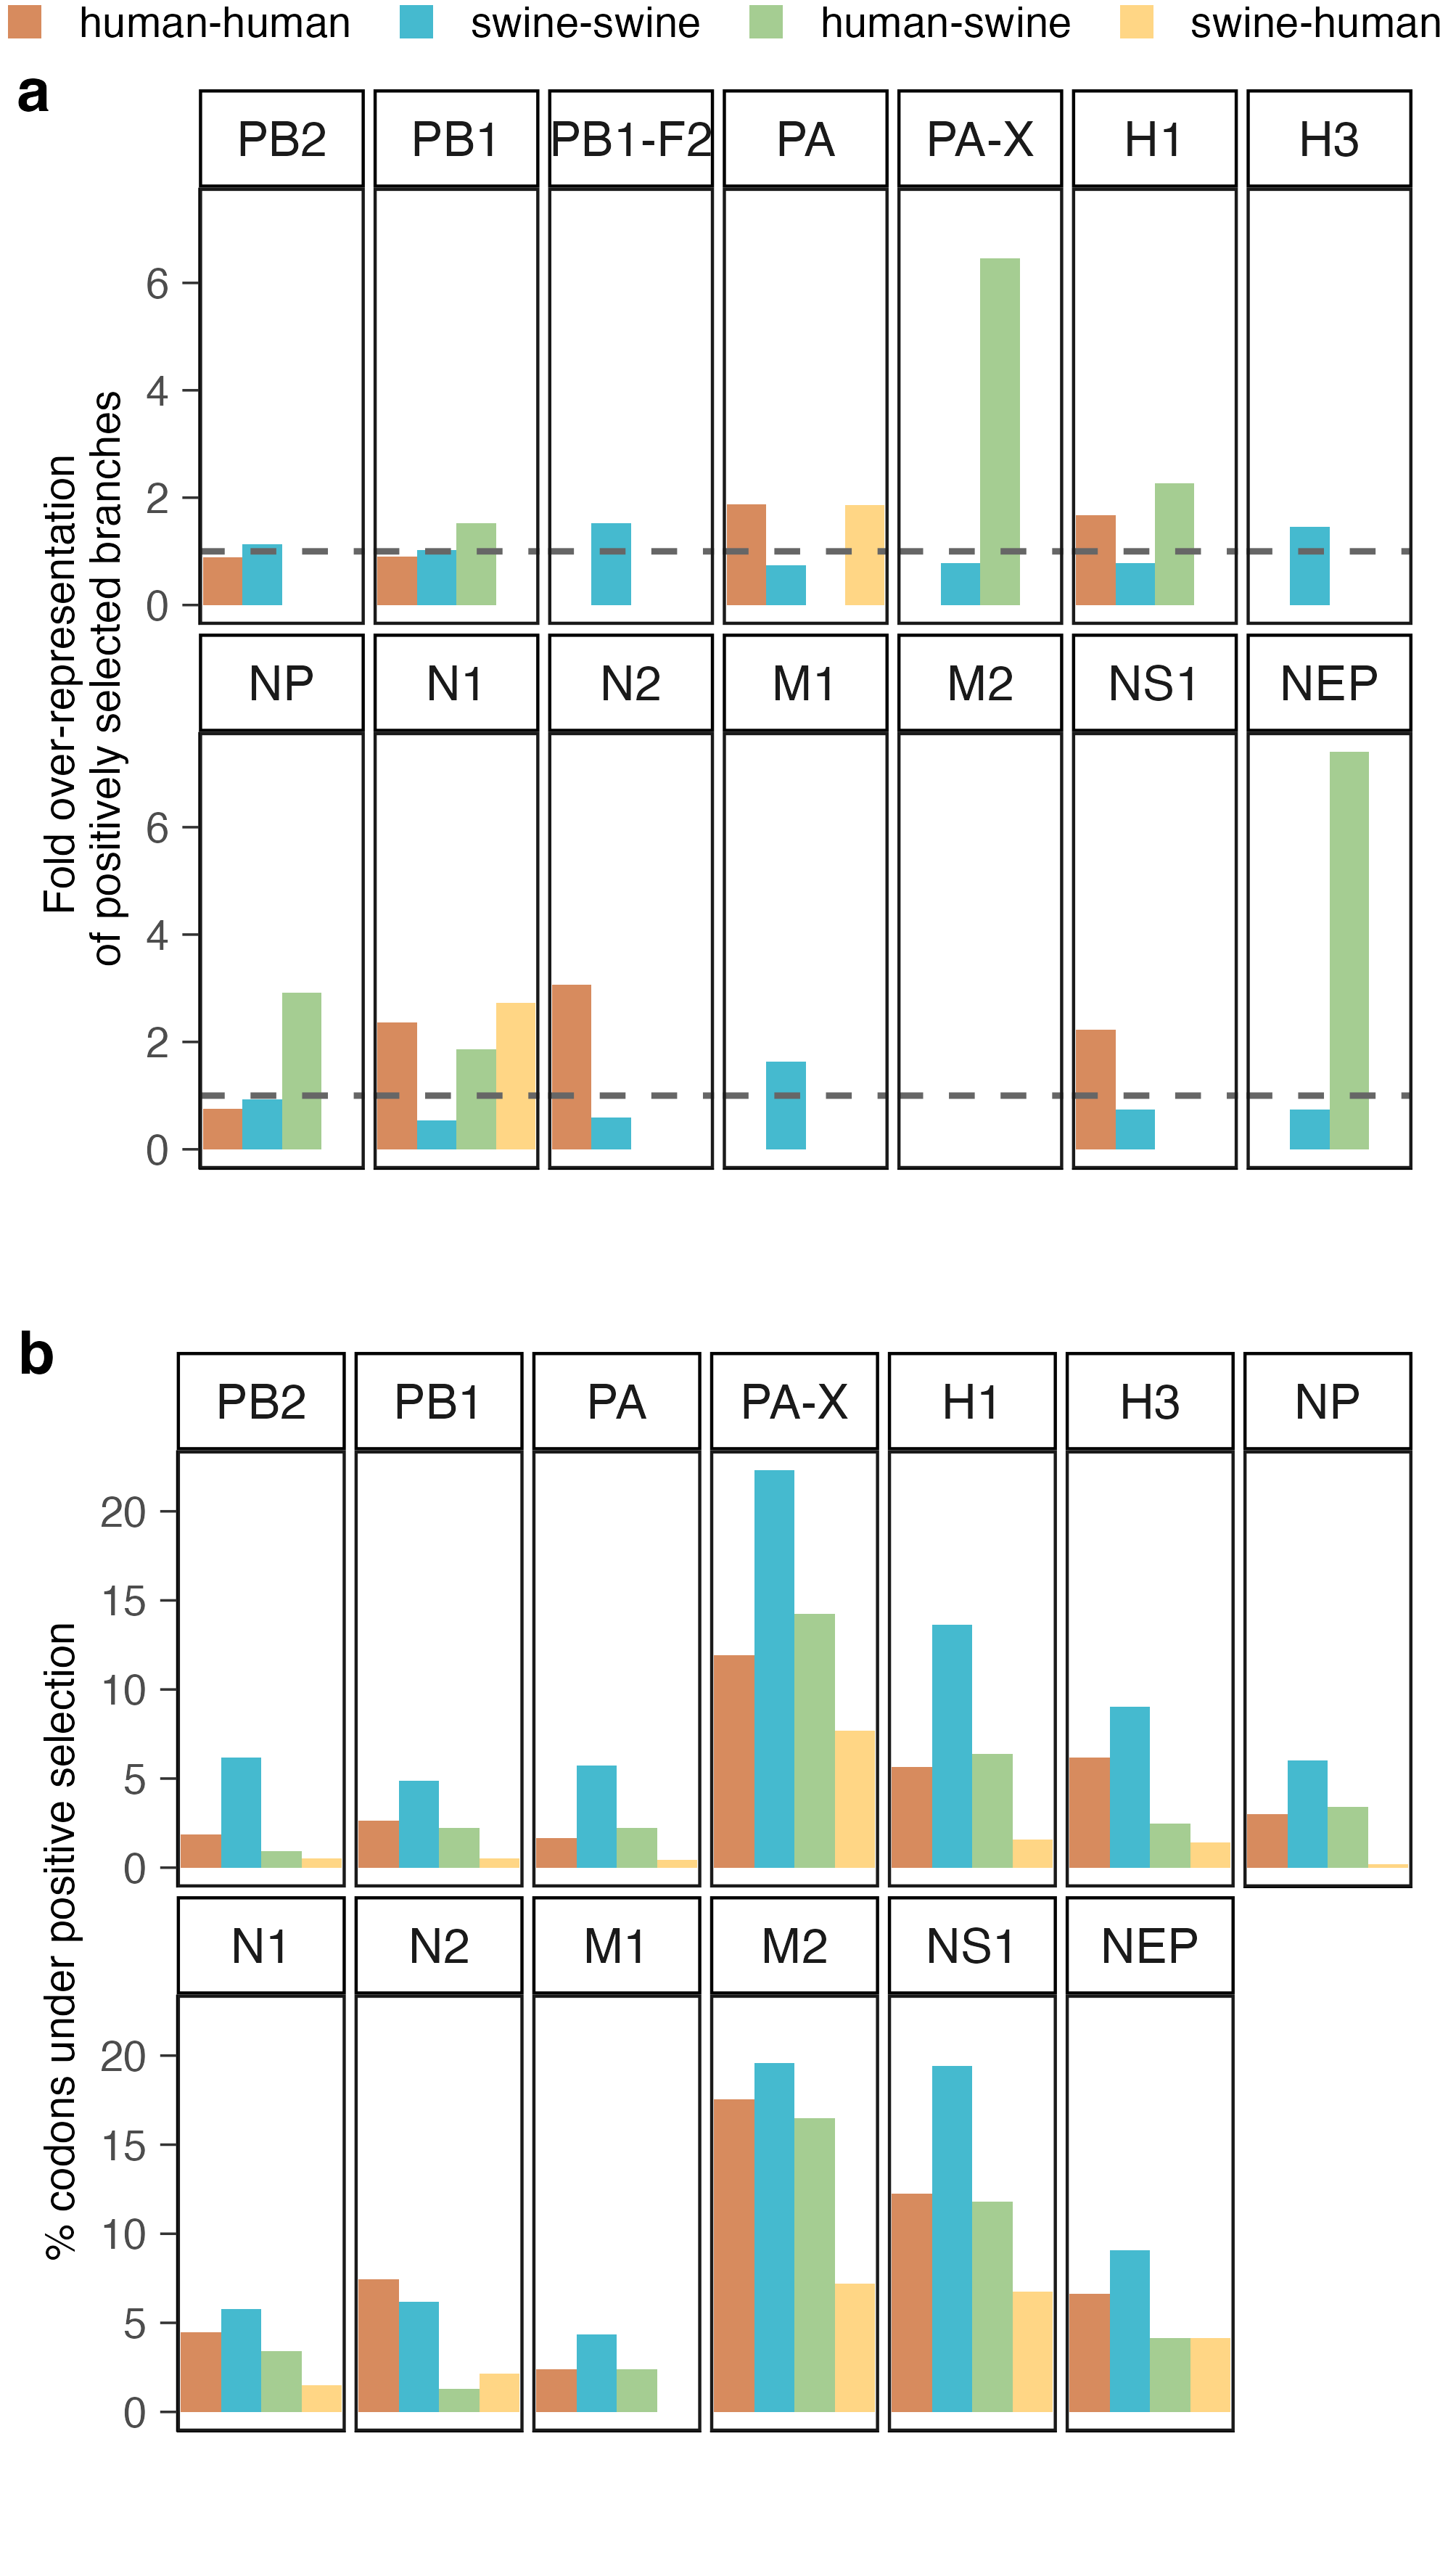 human-human swine-swine human-swine swine-human
a
PB2 PB1 PB1-F2 PA PA-X H1 H3
6
4
2
0
NP N1 N2 M1 M2 NS1 NEP
6
4
2
0
Fold over-representation
of positively selected branches
b
PB2 PB1 PA PA-X H1 H3 NP
20
15
10
5
0
N1 N2 M1 M2 NS1 NEP
20
15
10
5
0
% codons under positive selection